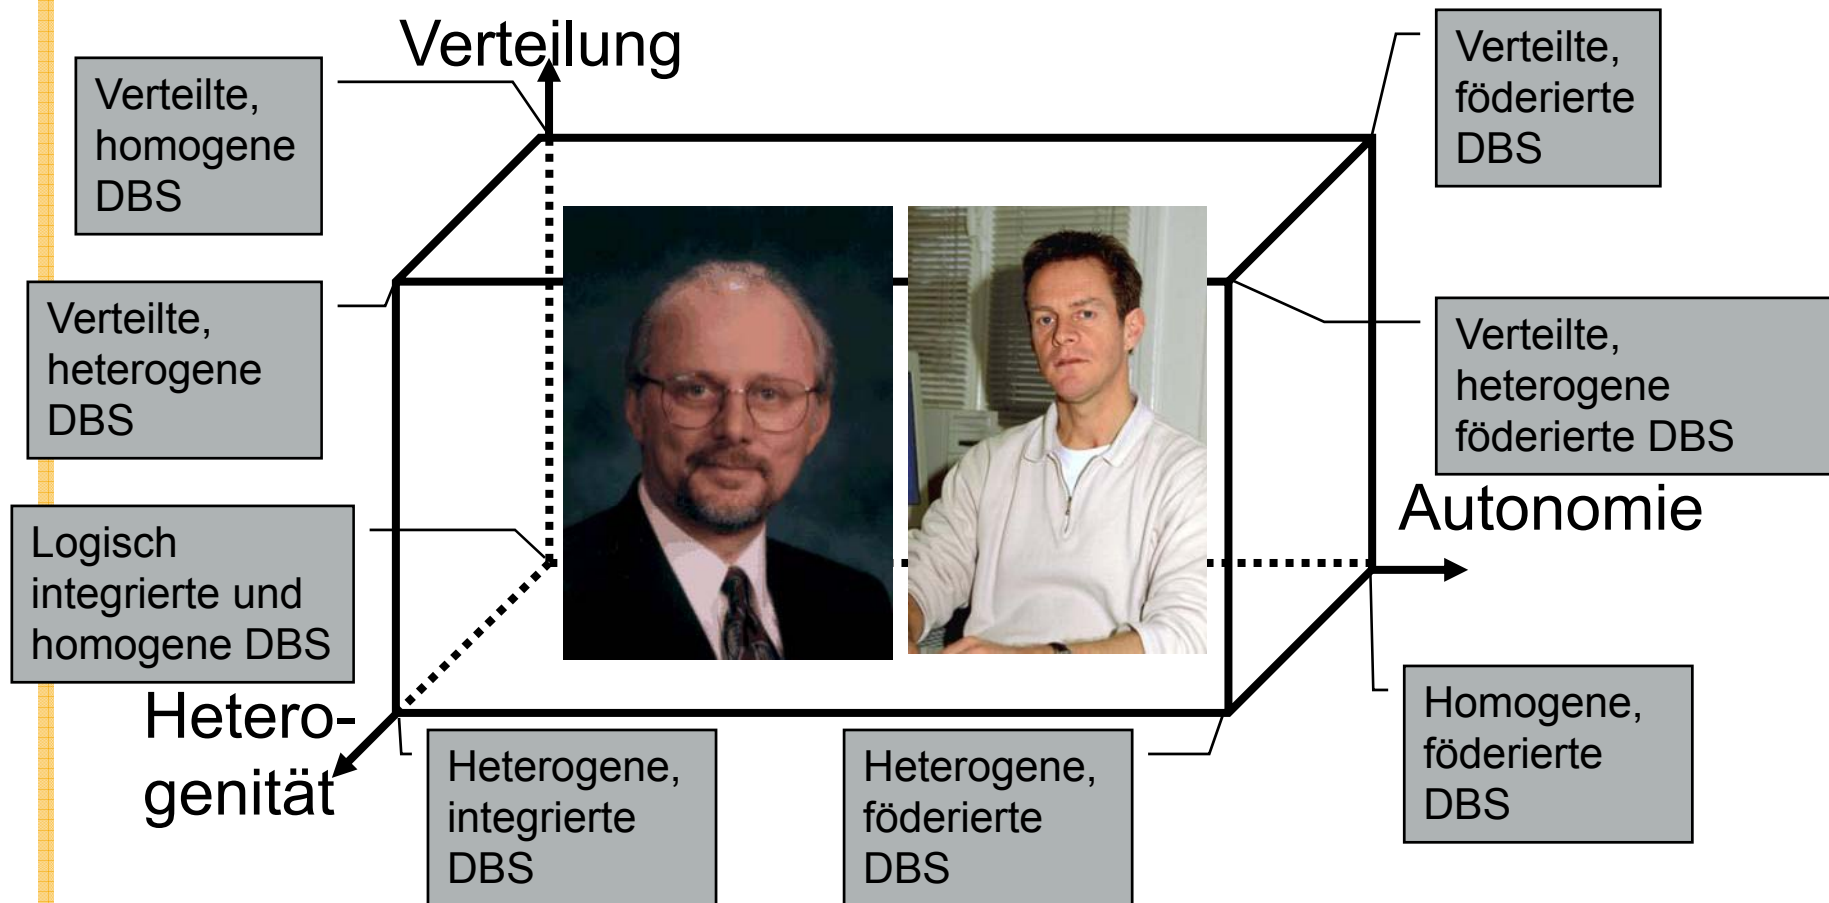 Verteilung
Verteilte,
homogene
DBS
Verteilte,
föderierte
DBS
Verteilte,
heterogene
DBS
Verteilte,
heterogene
föderierte DBS
Autonomie
Logisch
integrierte und
homogene DBS
Hetero-
genität
Heterogene,
integrierte
DBS
Heterogene,
föderierte
DBS
Homogene,
föderierte
DBS